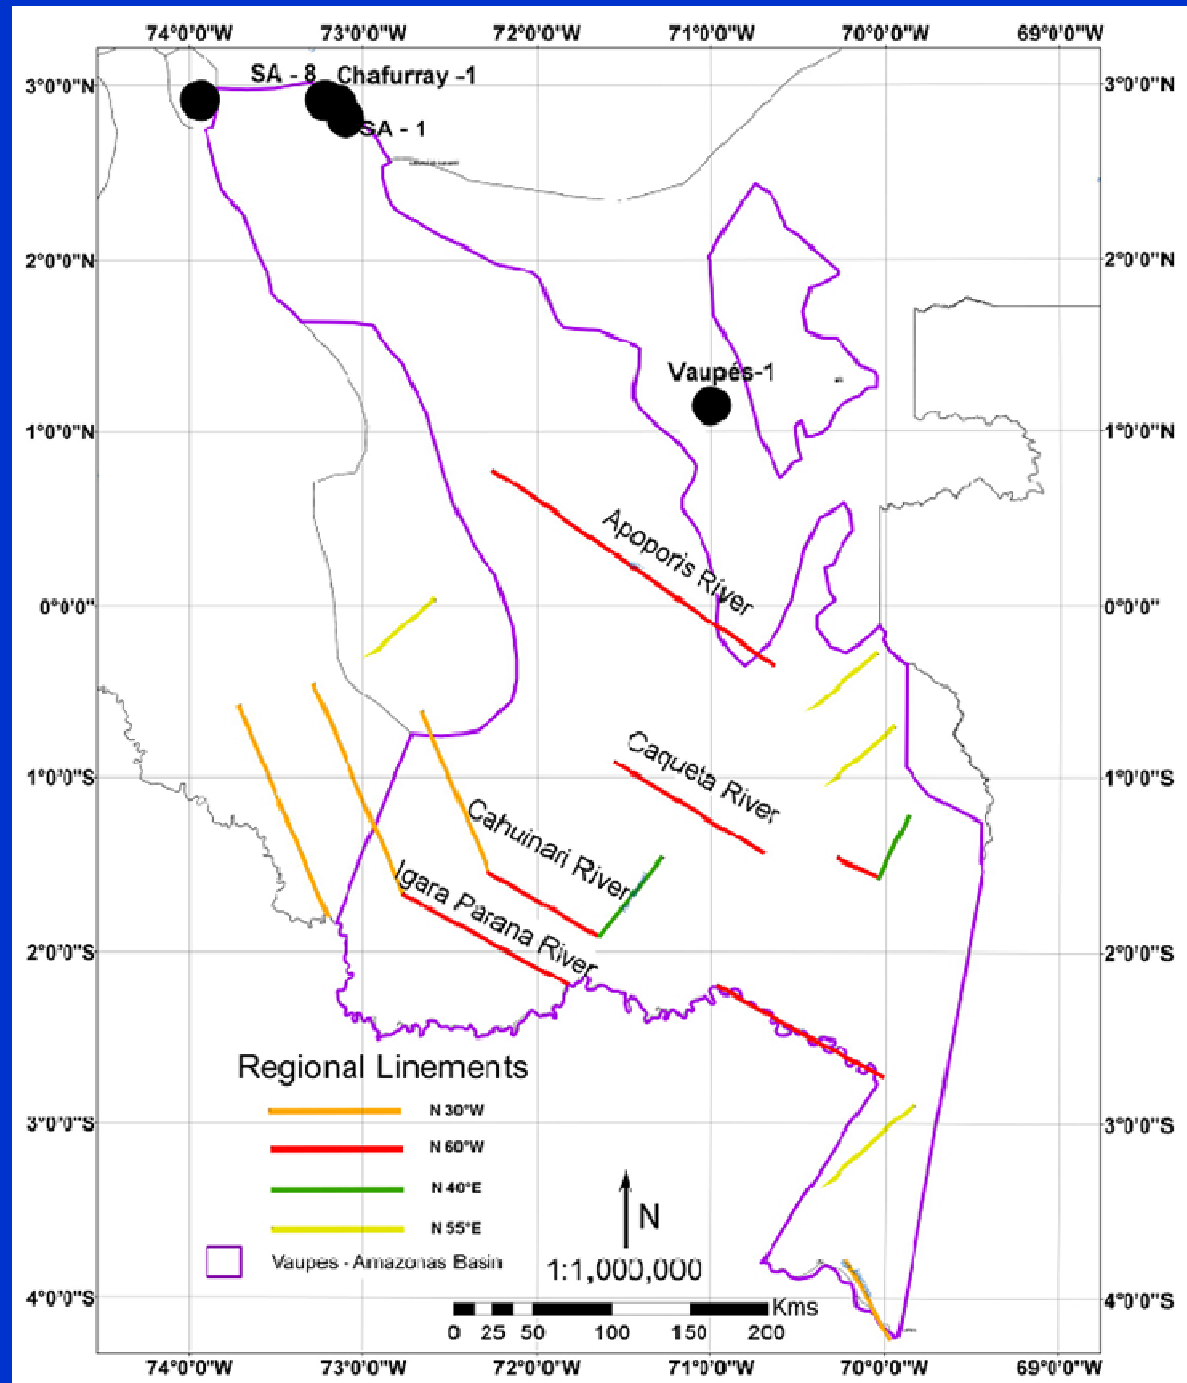 74°0'0"W 73°0'0"W 72°0'0"W 71°0'0"W 70°0'0"W 69°0'0"W
SA - 8 Chafurray -1
3°0'0"N 3°0'0"N
SA - 1
2°0'0"N 2°0'0"N
Vaupés-1
1°0'0"N 1°0'0"N
Apoporis River
0°0'0" 0°0'0"
Caqueta River
1°0'0"S 1°0'0"S
Cahuinari River
Igara Parana River
2°0'0"S 2°0'0"S
Regional Linements
N 30°W
3°0'0"S 3°0'0"S
N 60°W
N 40°E
N 55°E
N
Vaupes - Amazonas Basin
1:1,000,000
4°0'0"S 4°0'0"S
Kms
0 25 50 100 150 200
74°0'0"W 73°0'0"W 72°0'0"W 71°0'0"W 70°0'0"W 69°0'0"W